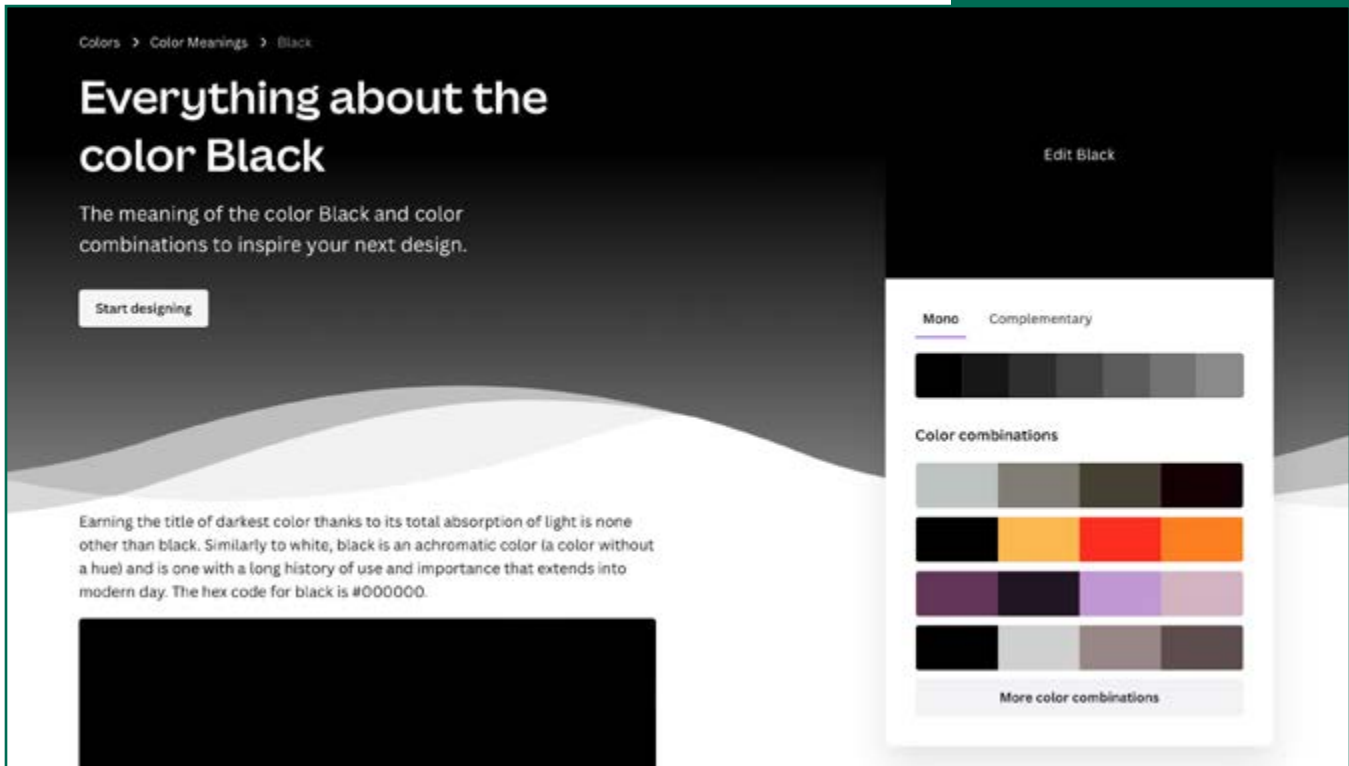 Colors > Color Meanings > Black
Everything about the
color Black
The meaning of the color Black and color
combinations to inspire your next design.
Start designing
Earning the title of darkest color thanks to its total absorption of light is none
other than black. Similarly to white, black is an achromatic color (a color without
a hue) and is one with a long history of use and importance that extends into
modern day. The hex code for black is #000000.
Edit Black
Mono Complementary
Color combinations
More color combinations